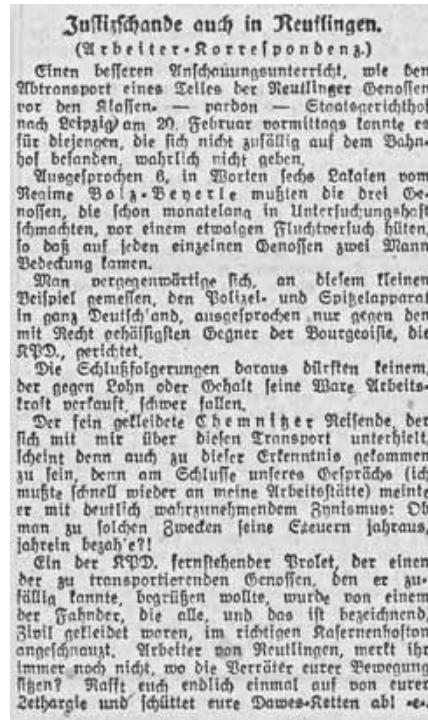 Justizschande auch in Reutlingen.
(Arbeiter-Korrespondenz.)
Einen besseren Anschauungsunterricht, wie den
Abtransport eines Teiles der Reutlinger Genossen
vor den Klassen- — pardon — Staatsgerichtshof
nach Leipzig am 20. Februar vormittags konnte es
für diejengen, die sich nicht zufällig auf dem Bahn-
hof befanden, wahrlich nicht geben.
Ausgesprochen 6, in Worten sechs Lakaien vom
Regime Bolz-Beyerle mußten die drei Ge-
nossen, die schon monatelang in Untersuchungshaft
schmachten, vor einem etwaigen Fluchtversuch hüten,
so daß auf jeden einzelnen Genossen zwei Mann
Bedeckung kamen.
Man vergegenwärtige sich, an diesem kleinen
Beispiel gemessen, den Polizei- und Spitzelapparat
in ganz Deutsch'and, ausgesprochen nur gegen den
mit Recht gehässigsten Gegner der Bourgeoisie, die
KPD., gerichtet.
Die Schlußfolgerungen daraus dürften keinem,
der gegen Lohn oder Gehalt seine Ware Arbeits-
kraft verkauft, schwer fallen.
Der fein gekleidete Chemnitzer Reisende, der
sich mit mir über diesen Transport unterhielt,
scheint denn auch zu dieser Erkenntnis gekommen
zu sein, denn am Schlusse unseres Gesprächs (ich
mußte schnell wieder an meine Arbeitsstätte) meinte
er mit deutlich wahrzunehmendem Zynismus: Ob
man zu solchen Zwecken seine Steuern jahraus,
jahrein bezah'e?!
Ein der KPD. fernstehender Prolet, der einen
der zu transportierenden Genossen, den er zu-
fällig kannte, begrüßen wollte, wurde von einem
der Fahnder, die alle, und das ist bezeichnend,
Zivil gekleidet waren, im richtigen Kasernenhofton
angeschnauzt. Arbeiter von Reutlingen, merkt ihr
immer noch nicht, wo die Verräter eurer Bewegung
sitzen? Rafft euch endlich einmal auf von eurer
Lethargie und schüttet eure Dawes-Ketten ab! -e-